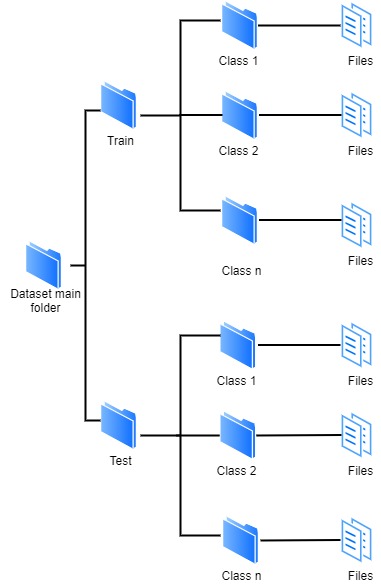 Class 1
Files
Train
Class 2
Files
Class n
Files
Dataset main
folder
Class 1
Files
Test
Class 2
Files
Class n
Files